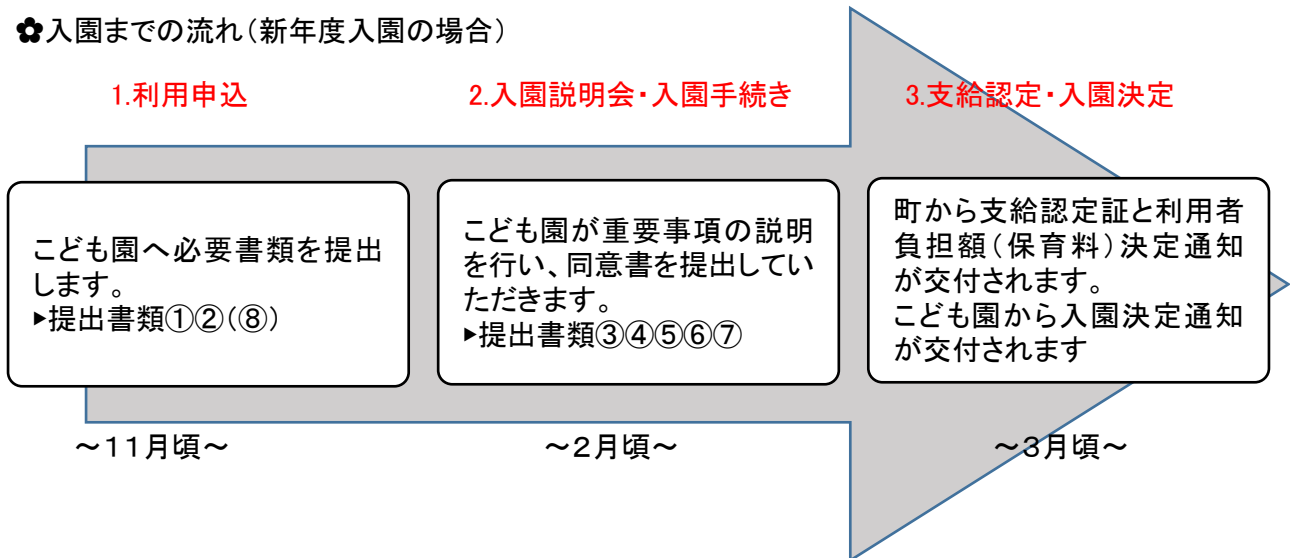 ✿入園までの流れ（新年度入園の場合）
1.利用申込
2.入園説明会・入園手続き
3.支給認定・入園決定
こども園へ必要書類を提出
します。
▶提出書類①②（⑧）
こども園が重要事項の説明
を行い、同意書を提出してい
ただきます。
▶提出書類③④⑤⑥⑦
町から支給認定証と利用者
負担額（保育料）決定通知
が交付されます。
こども園から入園決定通知
が交付されます
～11月頃～
～2月頃～
～3月頃～